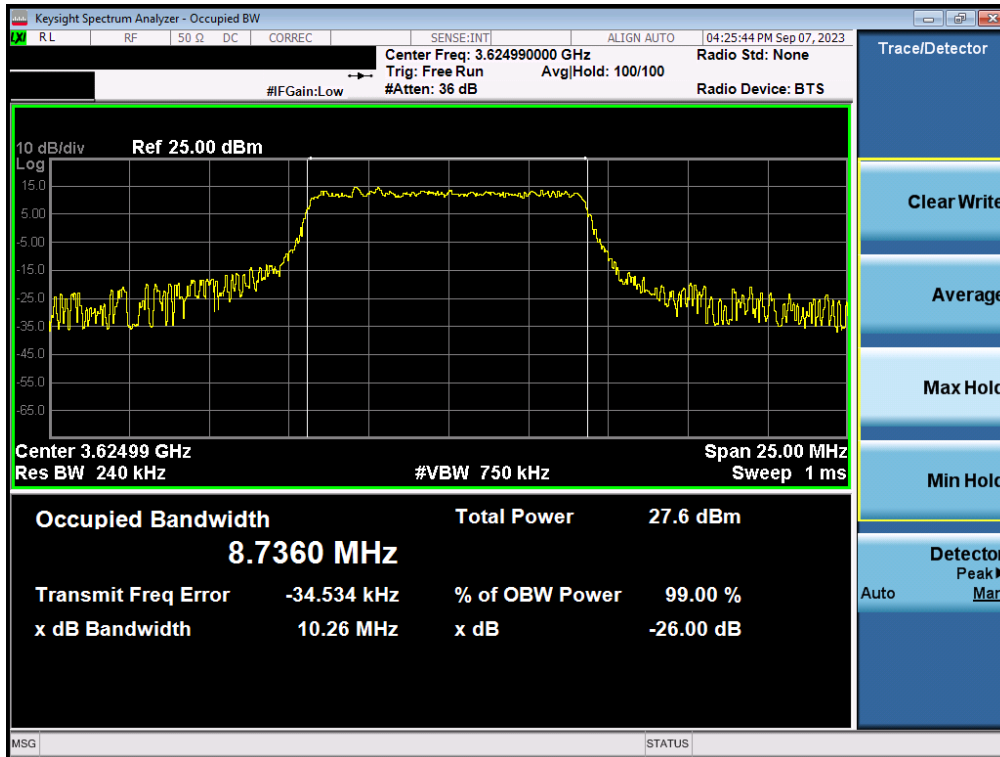 Keysight Spectrum Analyzer - Occupied BW
LXI RL RF 50 Ω DC CORREC SENSE:INT ALIGN AUTO 04:25:44 PM Sep 07, 2023
Center Freq: 3.624990000 GHz Radio Std: None
Trig: Free Run Avg|Hold: 100/100
#IFGain:Low #Atten: 36 dB Radio Device: BTS
10 dB/div Ref 25.00 dBm
Log
15.0
5.00
-5.00
-15.0
-25.0
-35.0
-45.0
-55.0
-65.0
Center 3.62499 GHz Span 25.00 MHz
Res BW 240 kHz #VBW 750 kHz Sweep 1 ms
Occupied Bandwidth Total Power 27.6 dBm
8.7360 MHz
Transmit Freq Error -34.534 kHz % of OBW Power 99.00 %
x dB Bandwidth 10.26 MHz x dB -26.00 dB
MSG STATUS
Trace/Detector
Clear Write
Average
Max Hold
Min Hold
Detector
Peak▶
Auto Man